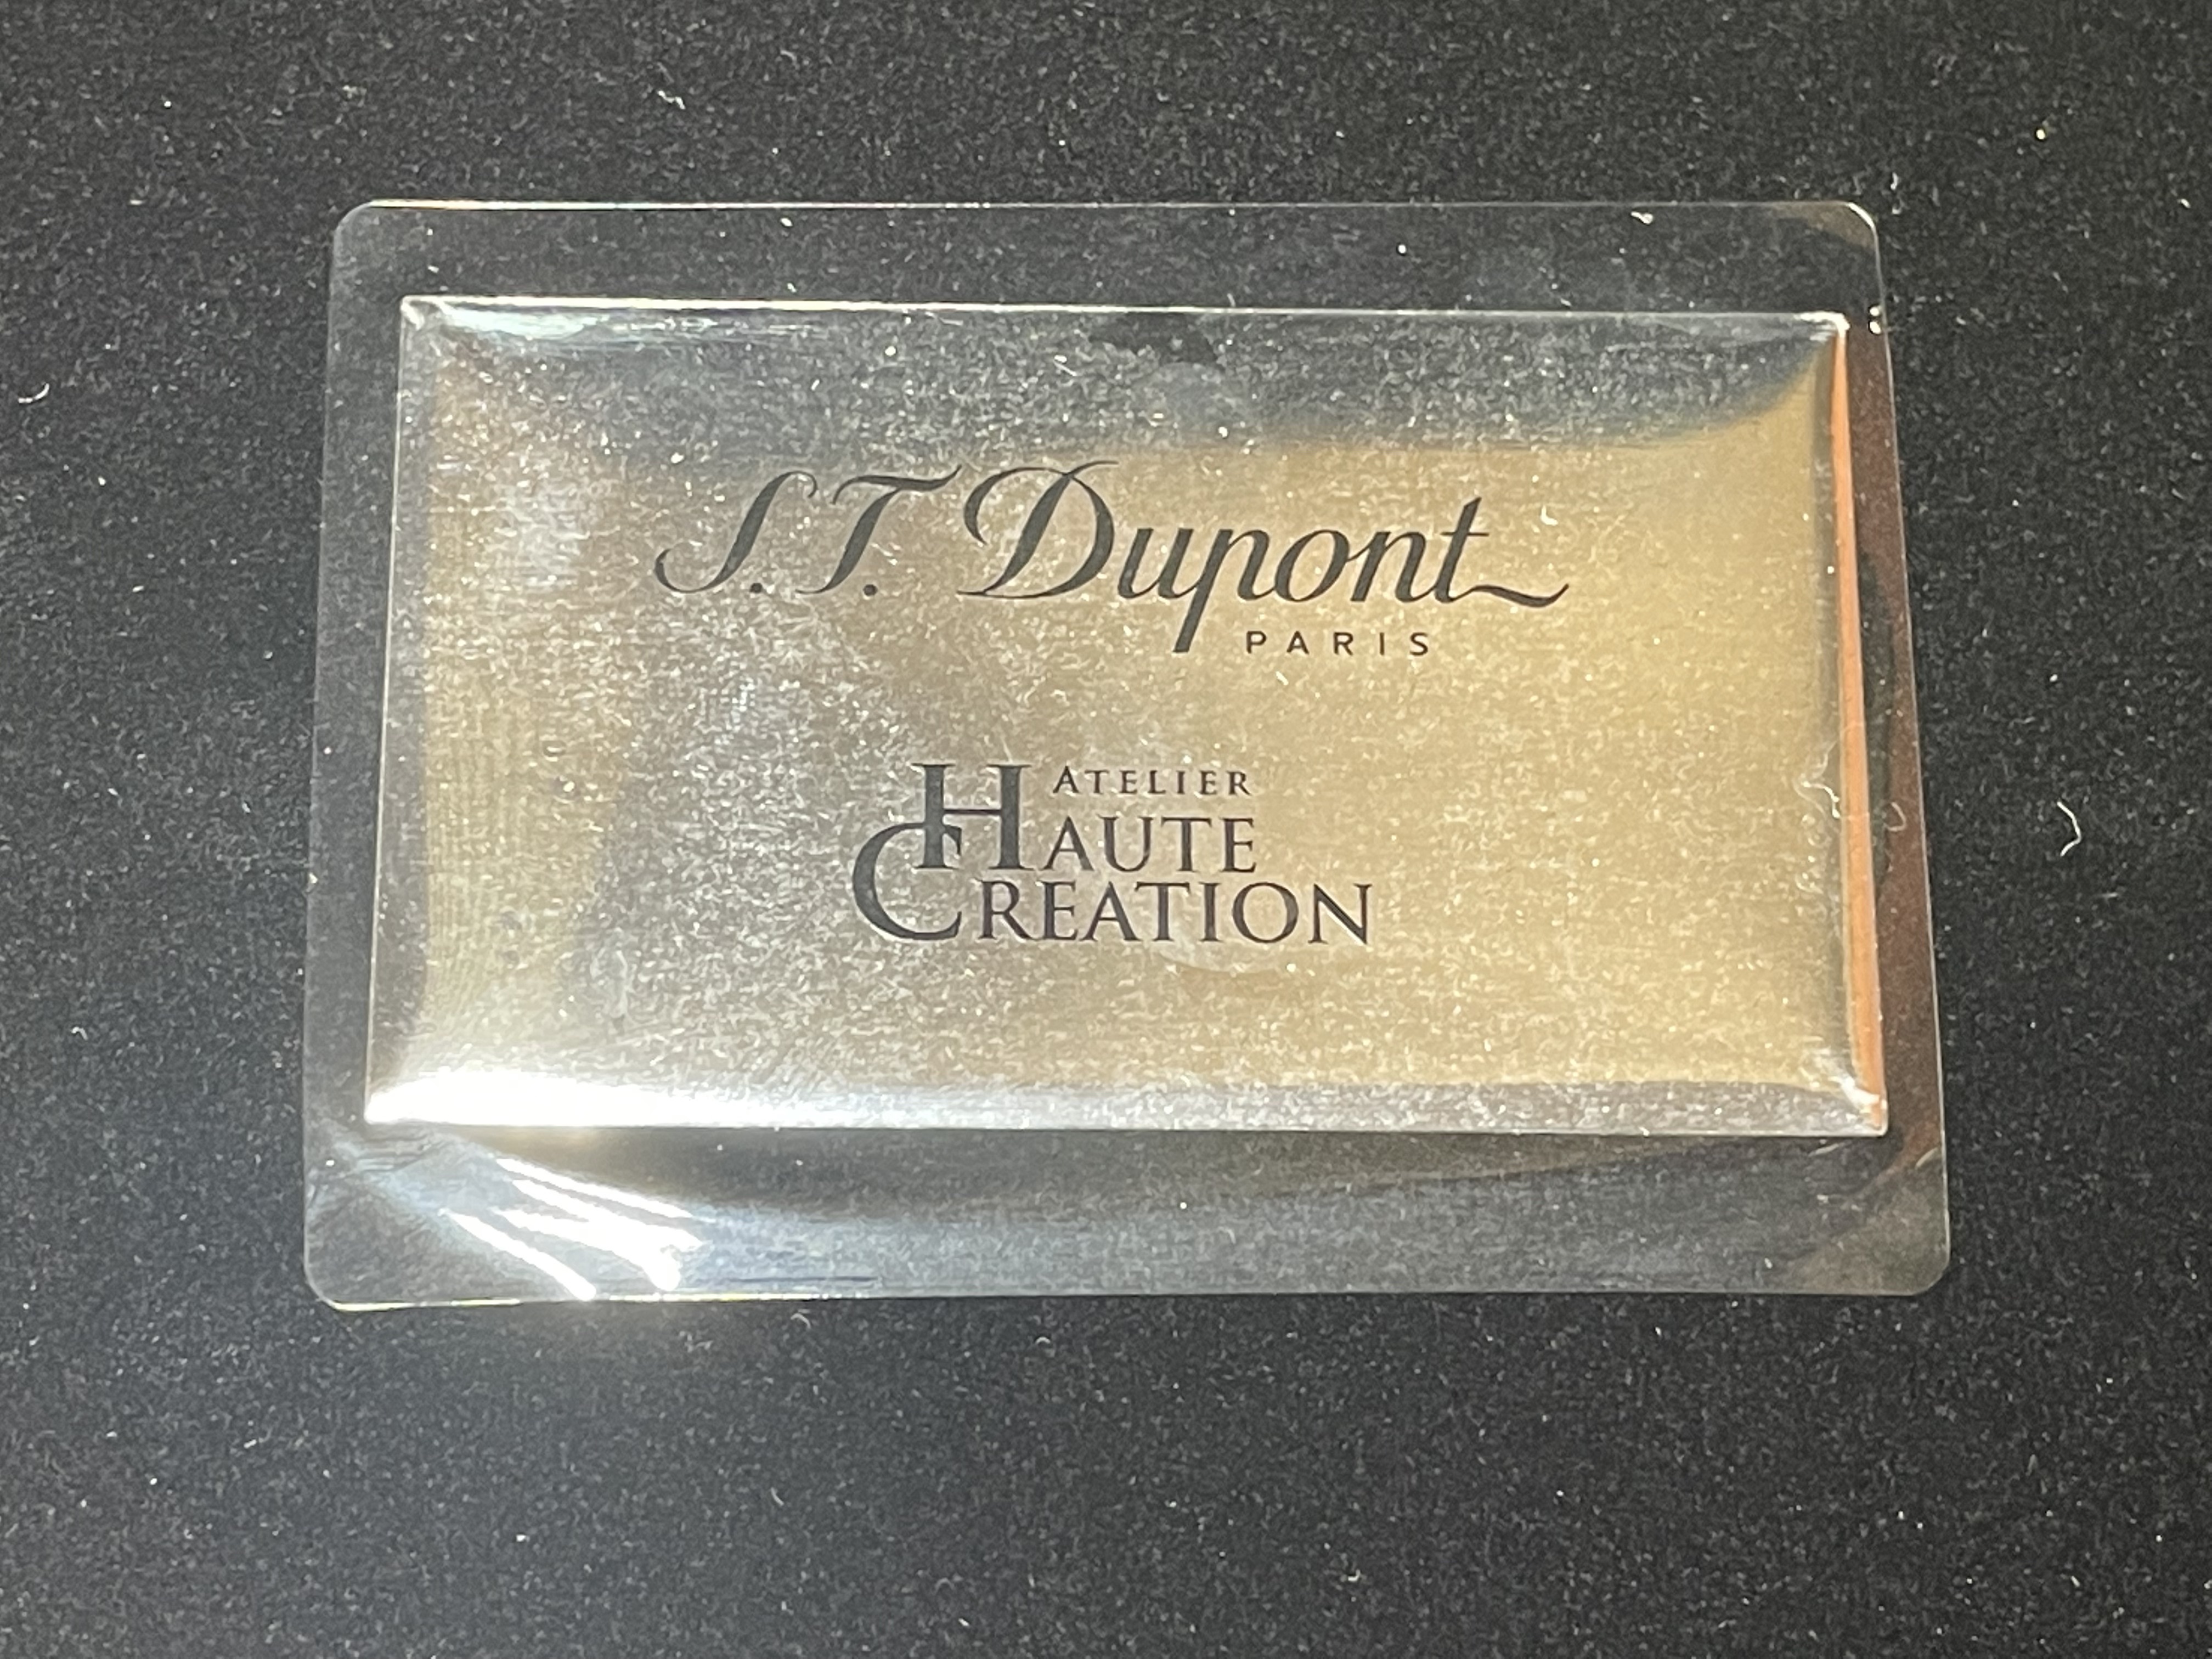 S.T. Dupont
PARIS
ATELIER
HAUTE
CREATION